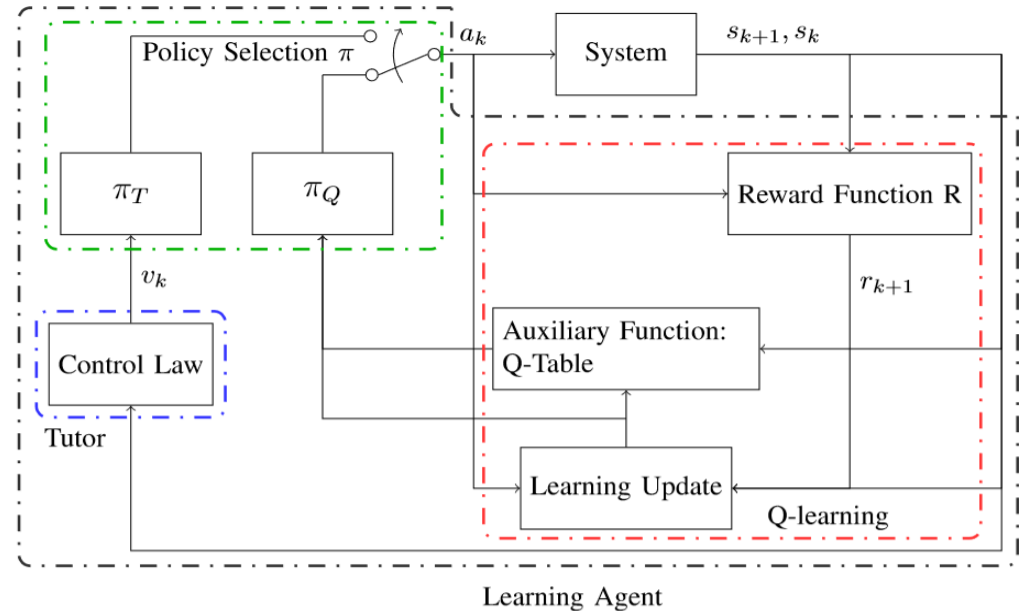 Policy Selection π
a_k
System
s_{k+1}, s_k
π_T
π_Q
Reward Function R
v_k
r_{k+1}
Control Law
Auxiliary Function:
Q-Table
Tutor
Learning Update
Q-learning
Learning Agent